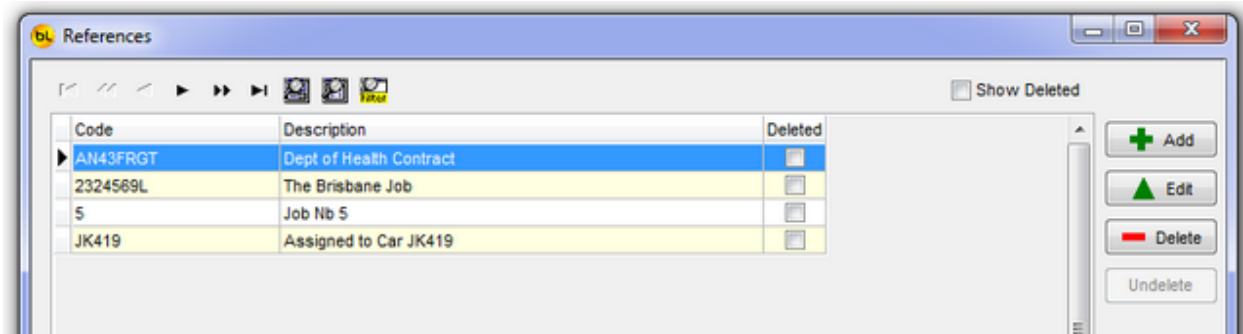 bL References
Show Deleted
Filter
Code Description Deleted
AN43FRGT Dept of Health Contract
2324569L The Brisbane Job
5 Job Nb 5
JK419 Assigned to Car JK419
Add
Edit
Delete
Undelete